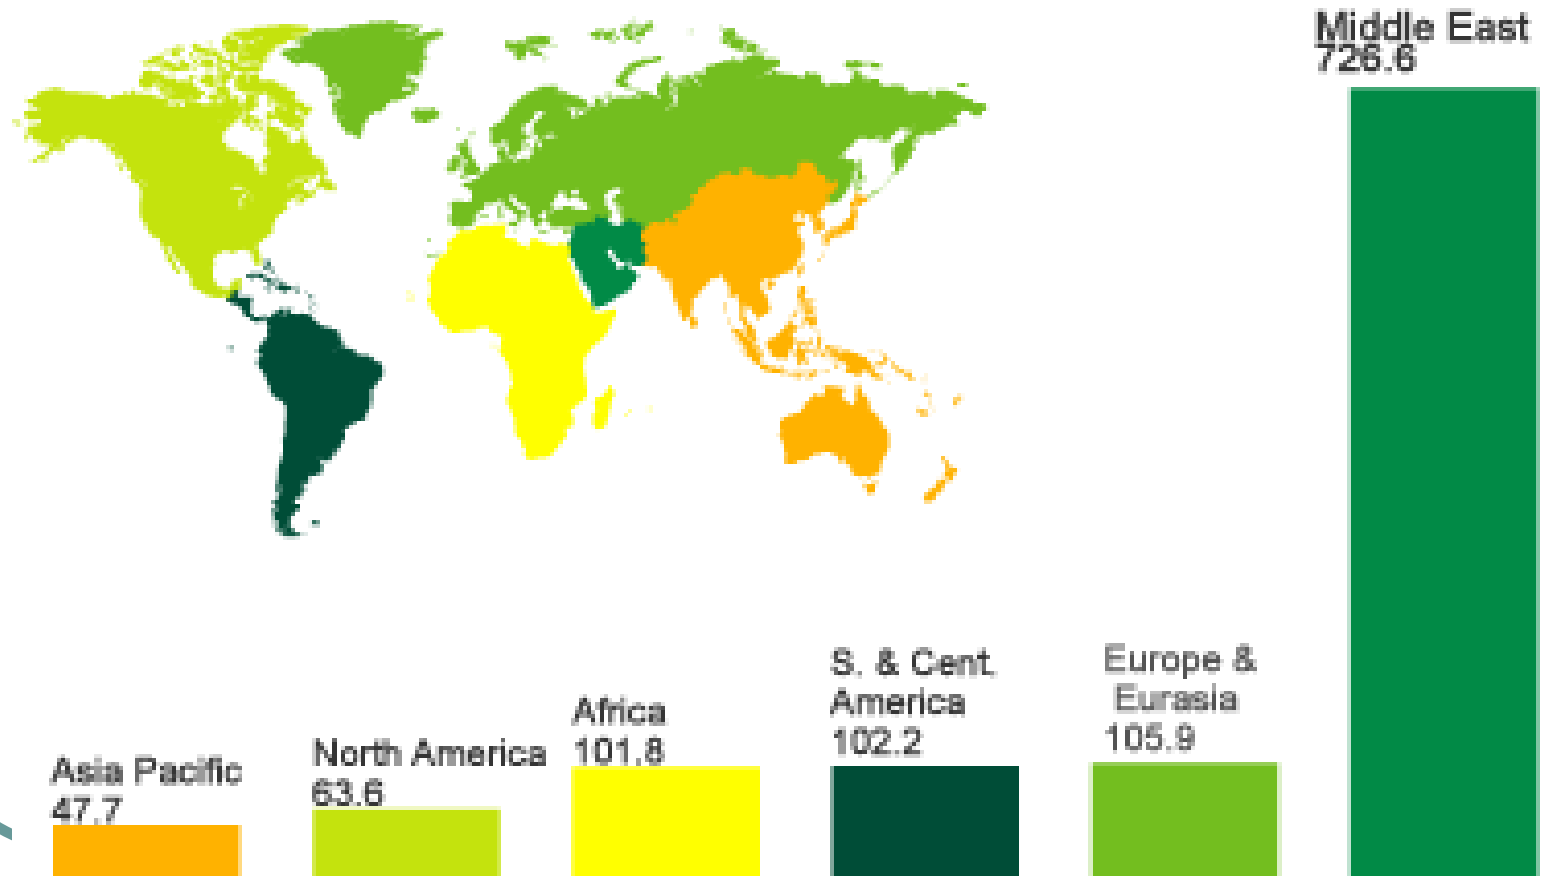 Middle East
726.6
S. & Cent.
America
102.2
Europe &
Eurasia
105.9
Africa
101.8
North America
63.6
Asia Pacific
47.7